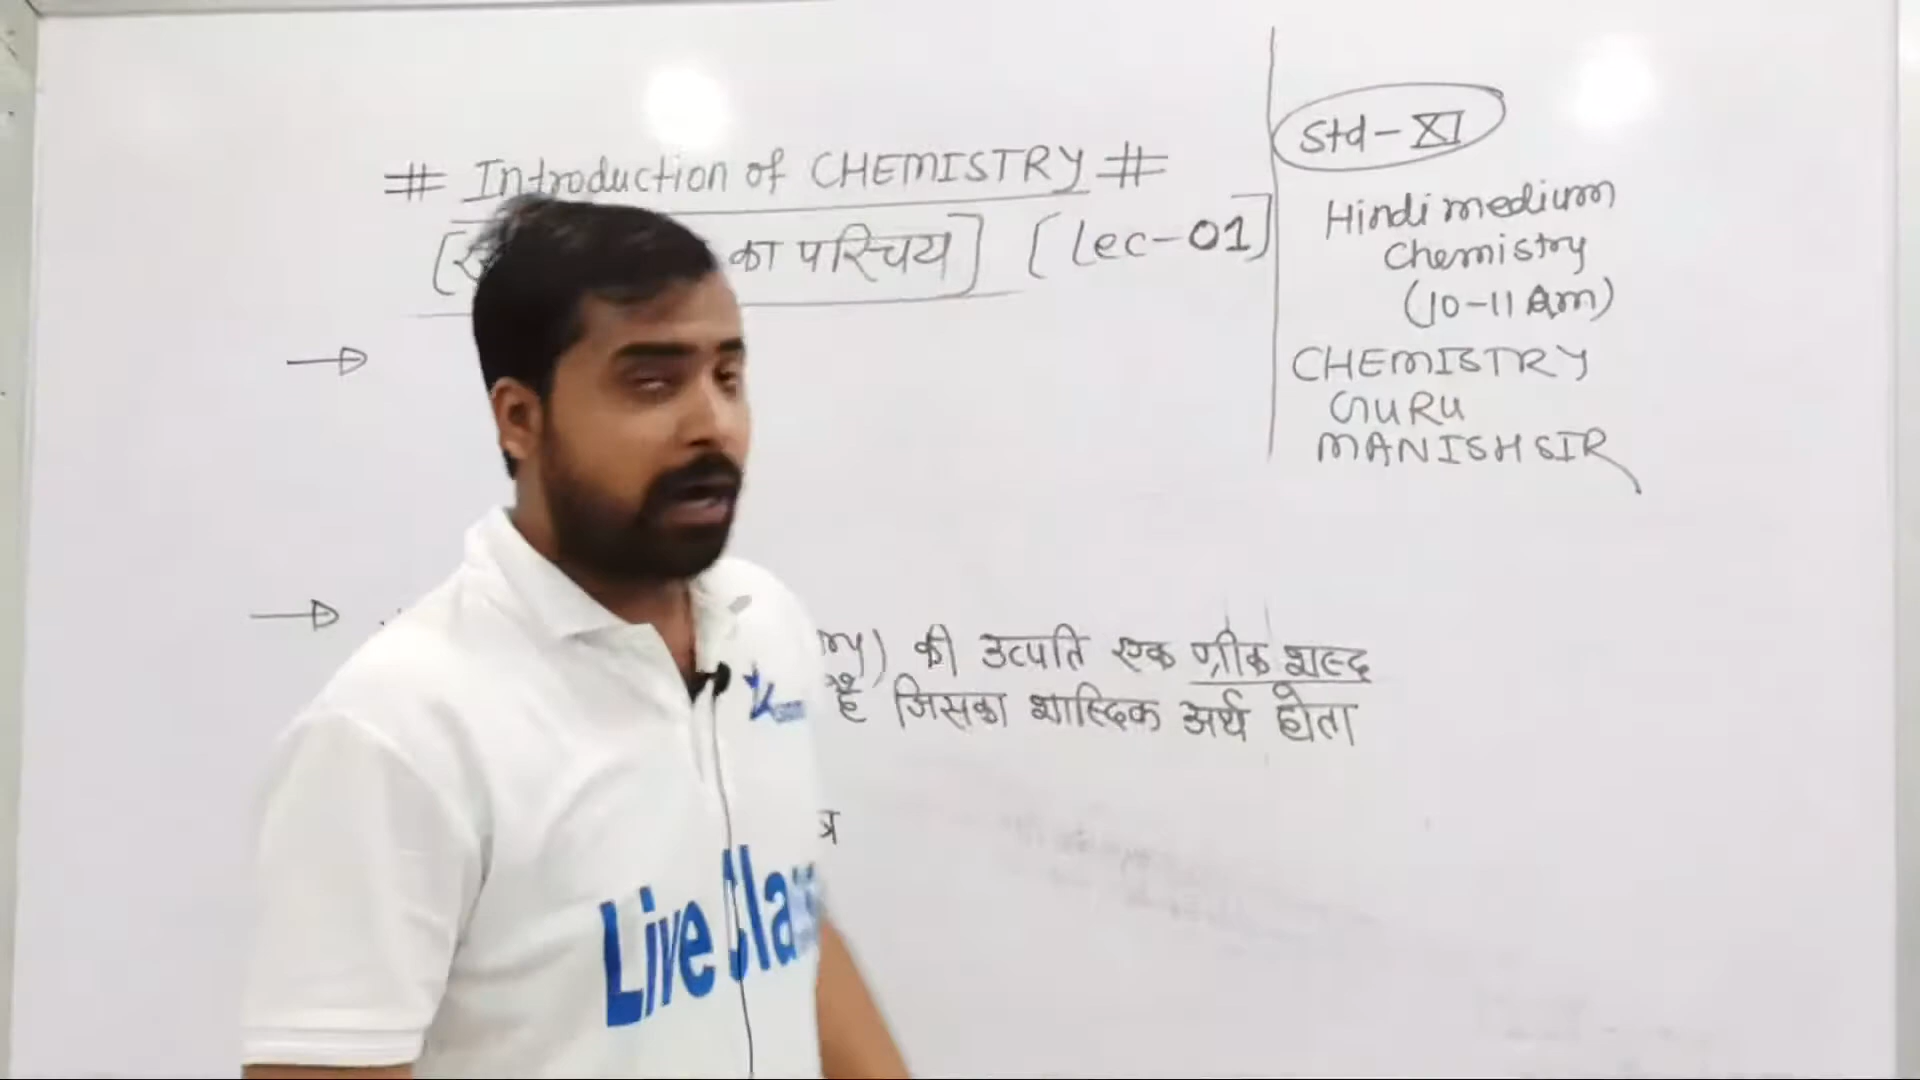 # Introduction of CHEMISTRY #
का परिचय] [Lec-01]
Std-XI
Hindi medium
Chemistry
(10-11 Am)
CHEMISTRY
GURU
MANISH SIR
की उत्पति एक ग्रीक शब्द
है जिसका शाब्दिक अर्थ होता
Live